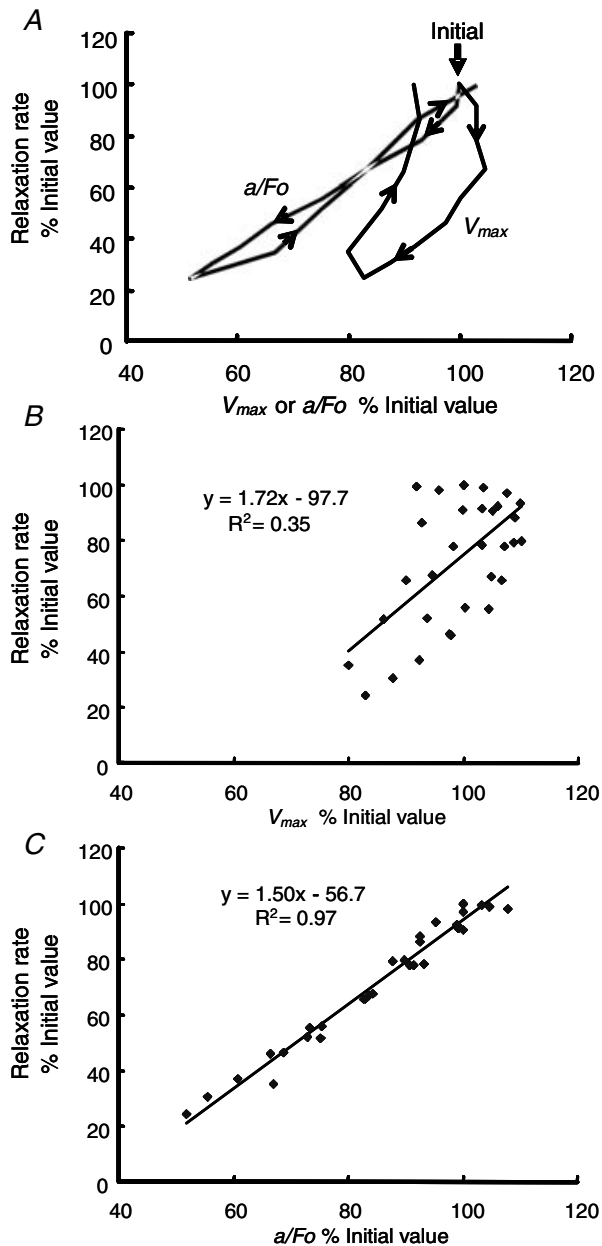 A
Initial
120
100
80
60
40
20
0
Relaxation rate
% Initial value
a/Fo
Vmax
40 60 80 100 120
Vmax or a/Fo % Initial value
B
120
100
80
60
40
20
0
Relaxation rate
% Initial value
y = 1.72x - 97.7
R²= 0.35
40 60 80 100 120
Vmax % Initial value
C
120
100
80
60
40
20
0
Relaxation rate
% Initial value
y = 1.50x - 56.7
R²= 0.97
40 60 80 100 120
a/Fo % Initial value